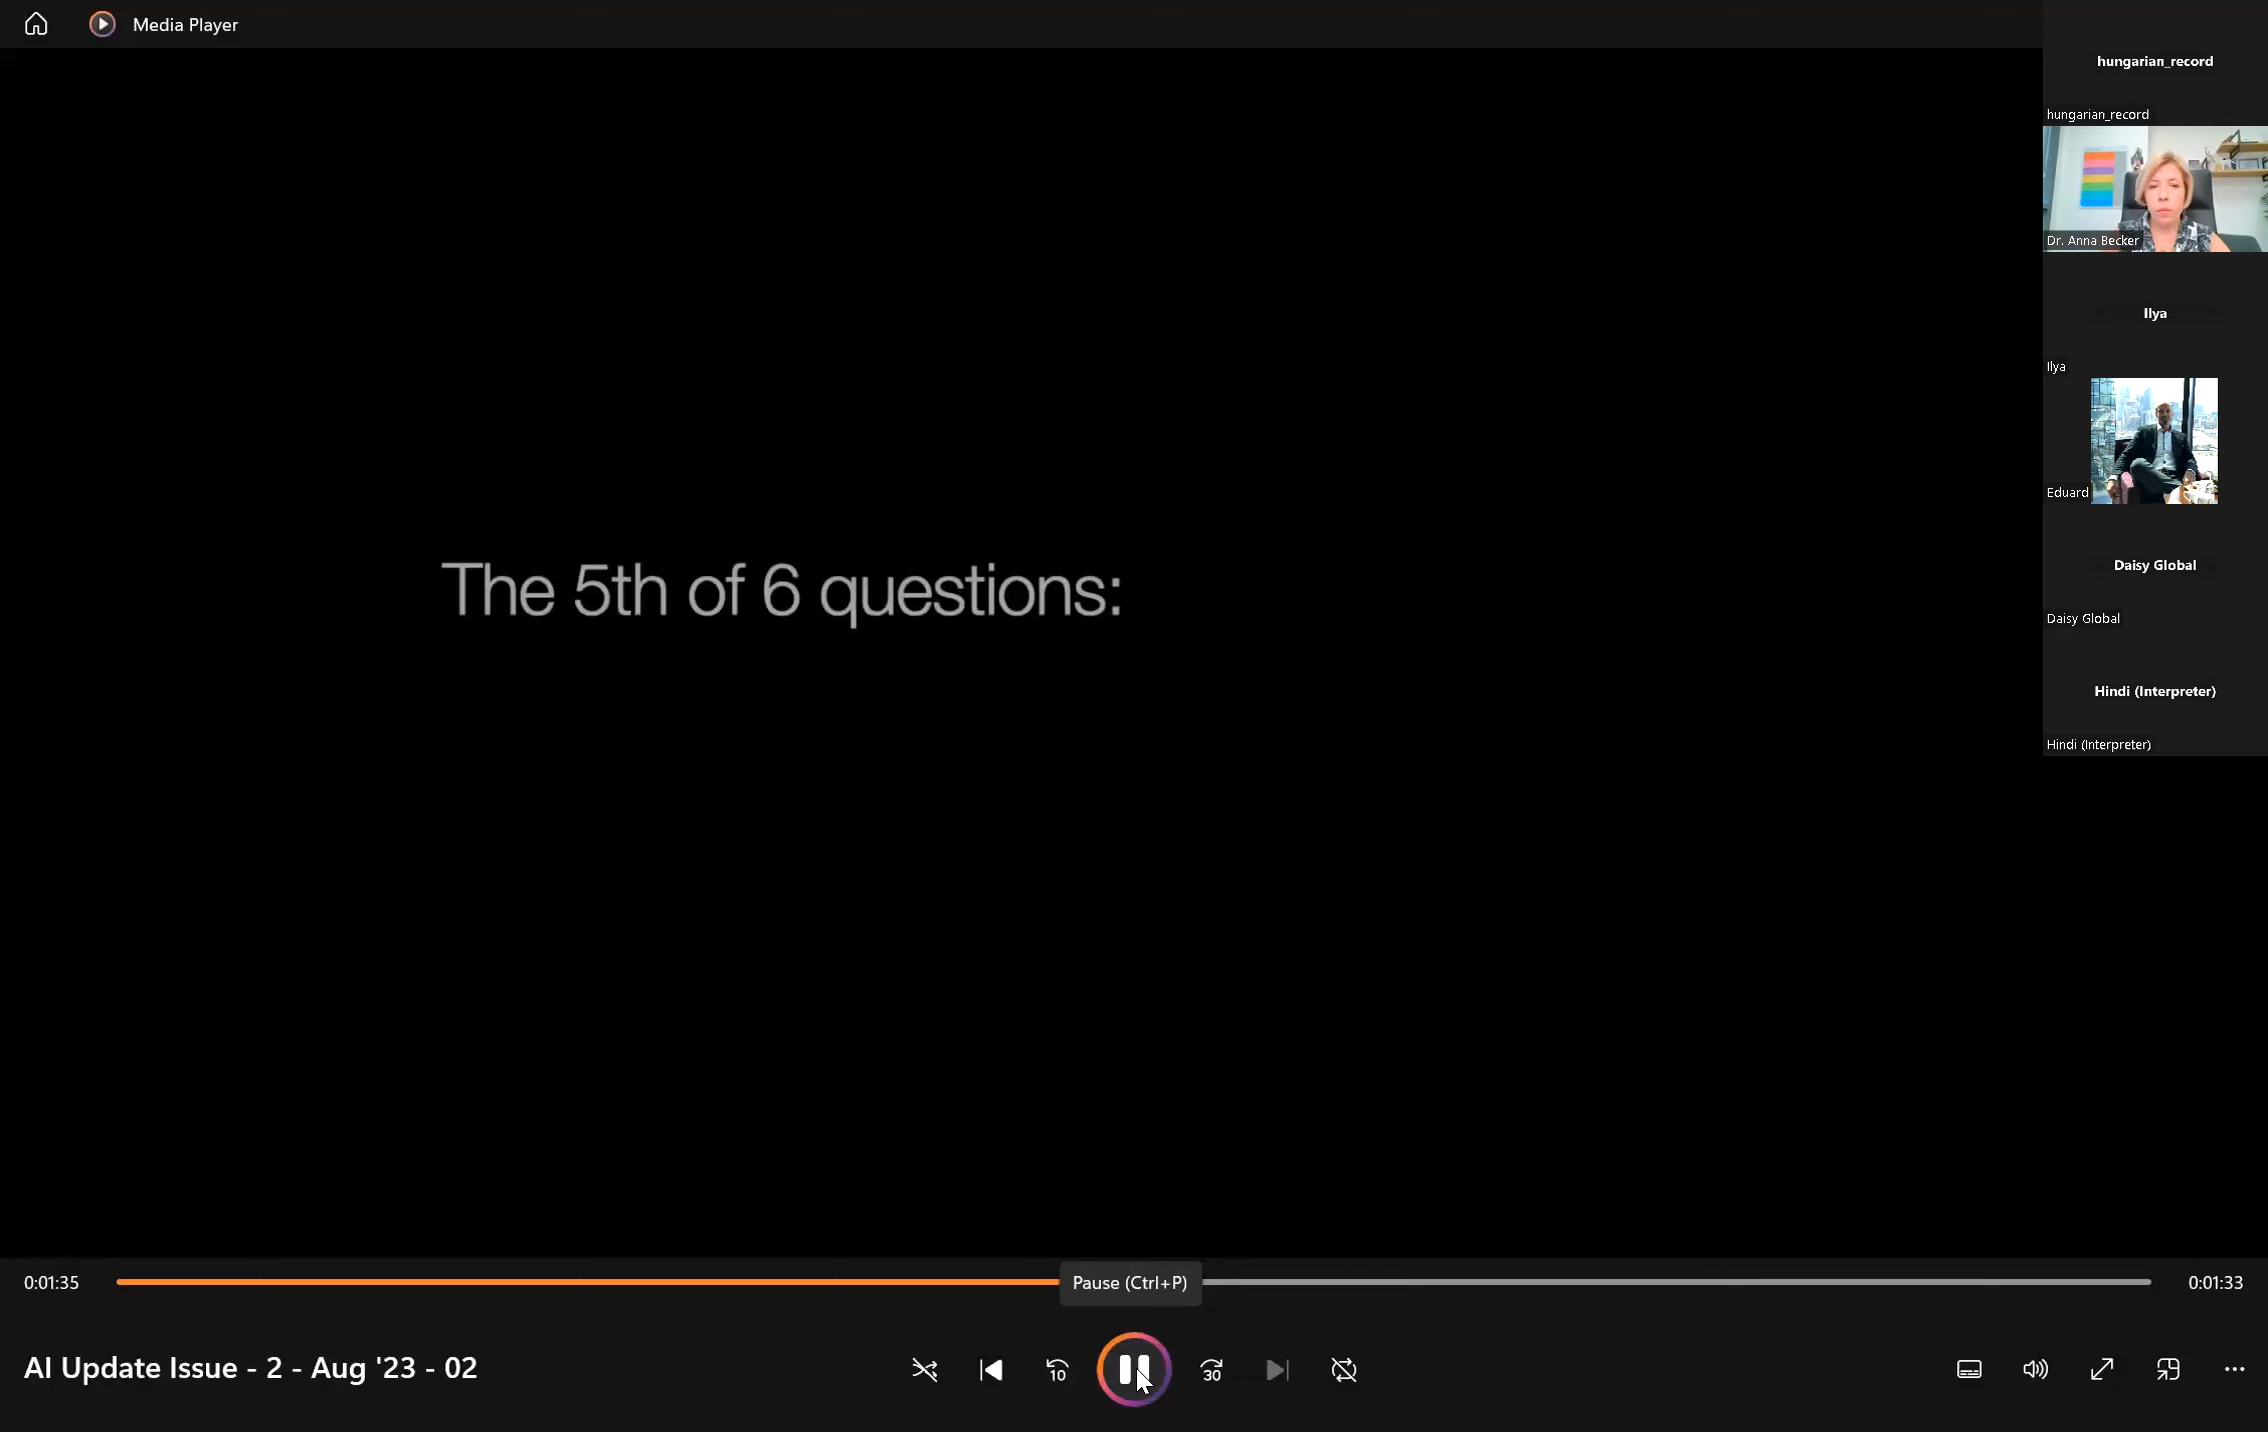 Media Player
hungarian_record
hungarian_record
Dr. Anna Becker
Ilya
Ilya
Eduard
Daisy Global
Daisy Global
Hindi (Interpreter)
Hindi (Interpreter)
The 5th of 6 questions:
0:01:35
Pause (Ctrl+P)
0:01:33
AI Update Issue - 2 - Aug '23 - 02
10
30